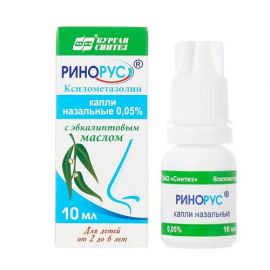 КУРГАН
СИНТЕЗ
РИНОРУС®
Ксилометазолин
капли
назальные 0,05%
с эвкалиптовым
маслом
Для детей
от 2 до 6 лет
10 МЛ
ОАО «Синтез" Ксилометазол
РИНОРУС®
капли назальные
0,05% 10 мл